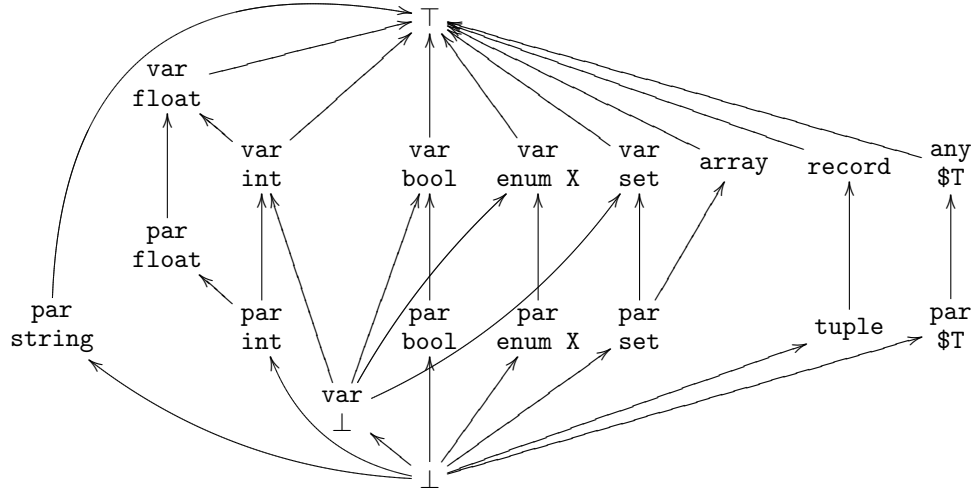 ⊤
var
float
var
int
var
bool
var
enum X
var
set
array
record
any
$T
par
float
par
string
par
int
par
bool
par
enum X
par
set
tuple
par
$T
var
⊥
⊥